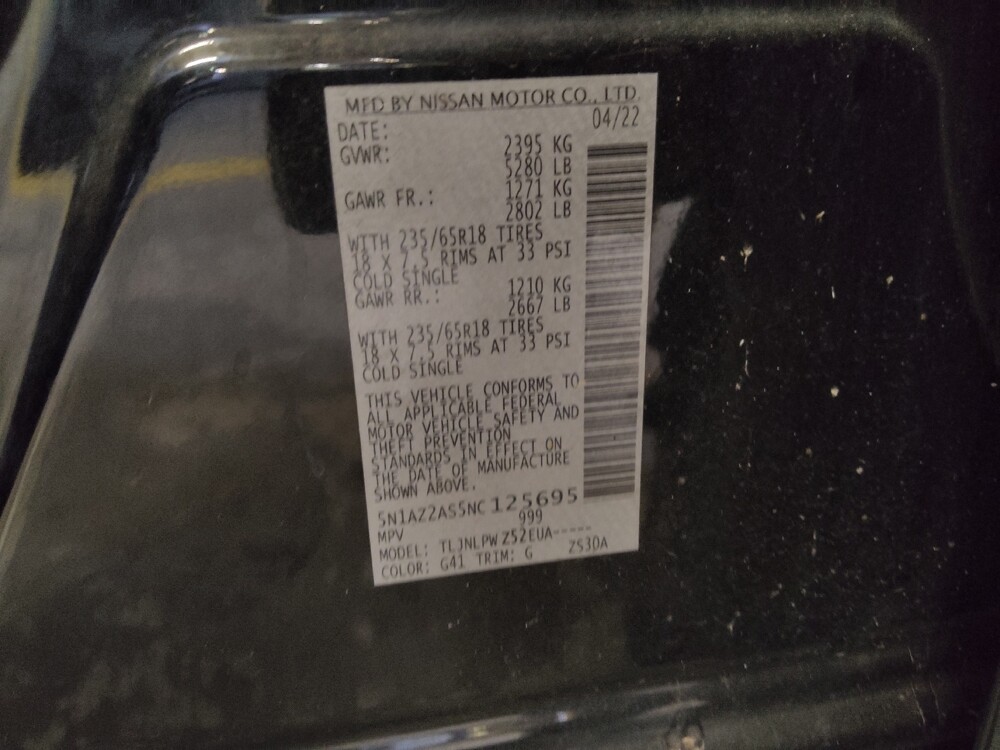 MFD BY NISSAN MOTOR CO., LTD.
DATE: 04/22
GVWR: 2395 KG
5280 LB
GAWR FR.: 1271 KG
2802 LB
WITH 235/65R18 TIRES
18 X 7.5 RIMS AT 33 PSI
COLD SINGLE
GAWR RR.: 1210 KG
2667 LB
WITH 235/65R18 TIRES
18 X 7.5 RIMS AT 33 PSI
COLD SINGLE
THIS VEHICLE CONFORMS TO
ALL APPLICABLE FEDERAL
MOTOR VEHICLE SAFETY AND
THEFT PREVENTION
STANDARDS IN EFFECT ON
THE DATE OF MANUFACTURE
SHOWN ABOVE.
5N1AZ2AS5NC125695
MPV 999
MODEL: TLJNLPWZ52EUA-----
COLOR: G41 TRIM: G ZS3DA